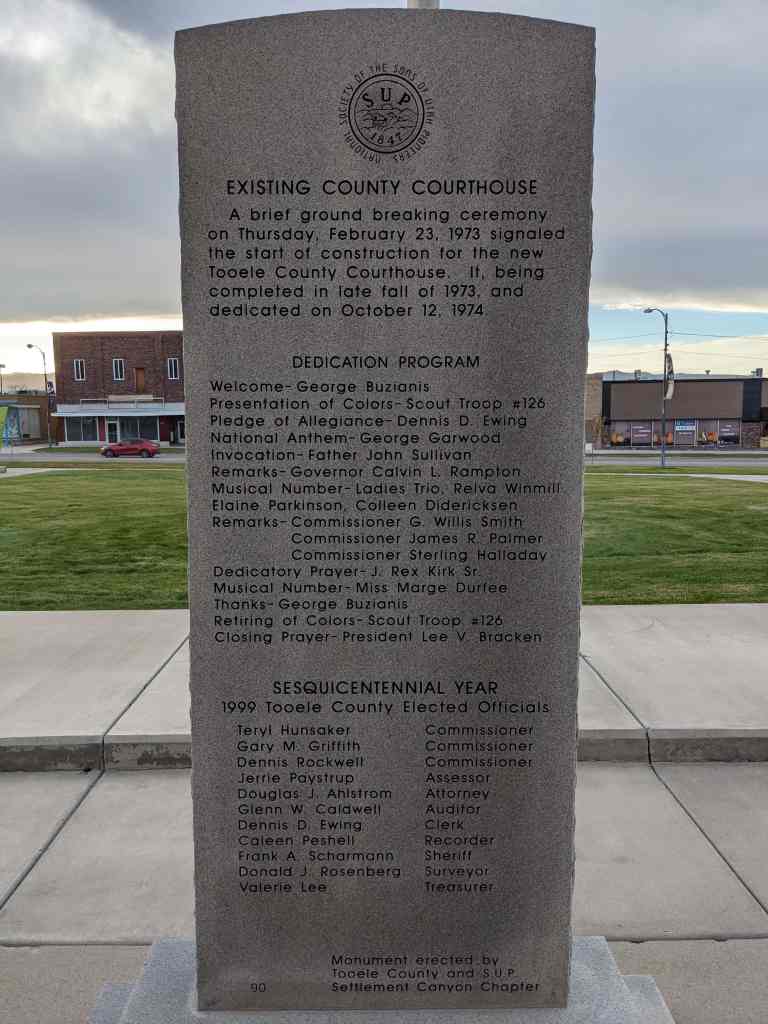 NATIONAL SOCIETY OF THE SONS OF UTAH PIONEERS
SUP
1847
EXISTING COUNTY COURTHOUSE
A brief ground breaking ceremony
on Thursday, February 23, 1973 signaled
the start of construction for the new
Tooele County Courthouse. It, being
completed in late fall of 1973, and
dedicated on October 12, 1974.
DEDICATION PROGRAM
Welcome- George Buzianis
Presentation of Colors- Scout Troop #126
Pledge of Allegiance- Dennis D. Ewing
National Anthem- George Garwood
Invocation- Father John Sullivan
Remarks- Governor Calvin L. Rampton
Musical Number- Ladies Trio, Relva Winmill
Elaine Parkinson, Colleen Didericksen
Remarks- Commissioner G. Willis Smith
Commissioner James R. Palmer
Commissioner Sterling Halladay
Dedicatory Prayer- J. Rex Kirk Sr.
Musical Number- Miss Marge Durfee
Thanks- George Buzianis
Retiring of Colors- Scout Troop #126
Closing Prayer- President Lee V. Bracken
SESQUICENTENNIAL YEAR
1999 Tooele County Elected Officials
Teryl Hunsaker Commissioner
Gary M. Griffith Commissioner
Dennis Rockwell Commissioner
Jerrie Paystrup Assessor
Douglas J. Ahlstrom Attorney
Glenn W. Caldwell Auditor
Dennis D. Ewing Clerk
Caleen Peshell Recorder
Frank A. Scharmann Sheriff
Donald J. Rosenberg Surveyor
Valerie Lee Treasurer
Monument erected by
Tooele County and S.U.P.
90 Settlement Canyon Chapter